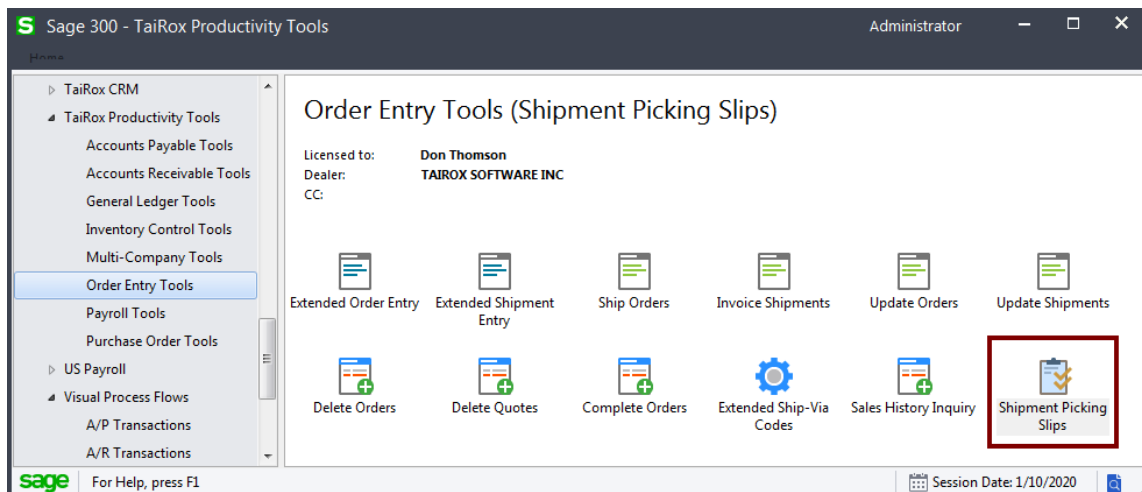 S Sage 300 - TaiRox Productivity Tools
Administrator
Home
TaiRox CRM
TaiRox Productivity Tools
Accounts Payable Tools
Accounts Receivable Tools
General Ledger Tools
Inventory Control Tools
Multi-Company Tools
Order Entry Tools
Payroll Tools
Purchase Order Tools
US Payroll
Visual Process Flows
A/P Transactions
A/R Transactions
Order Entry Tools (Shipment Picking Slips)
Licensed to: Don Thomson
Dealer: TAIROX SOFTWARE INC
CC:
Extended Order Entry
Extended Shipment
Entry
Ship Orders
Invoice Shipments
Update Orders
Update Shipments
Delete Orders
Delete Quotes
Complete Orders
Extended Ship-Via
Codes
Sales History Inquiry
Shipment Picking
Slips
sage For Help, press F1
Session Date: 1/10/2020